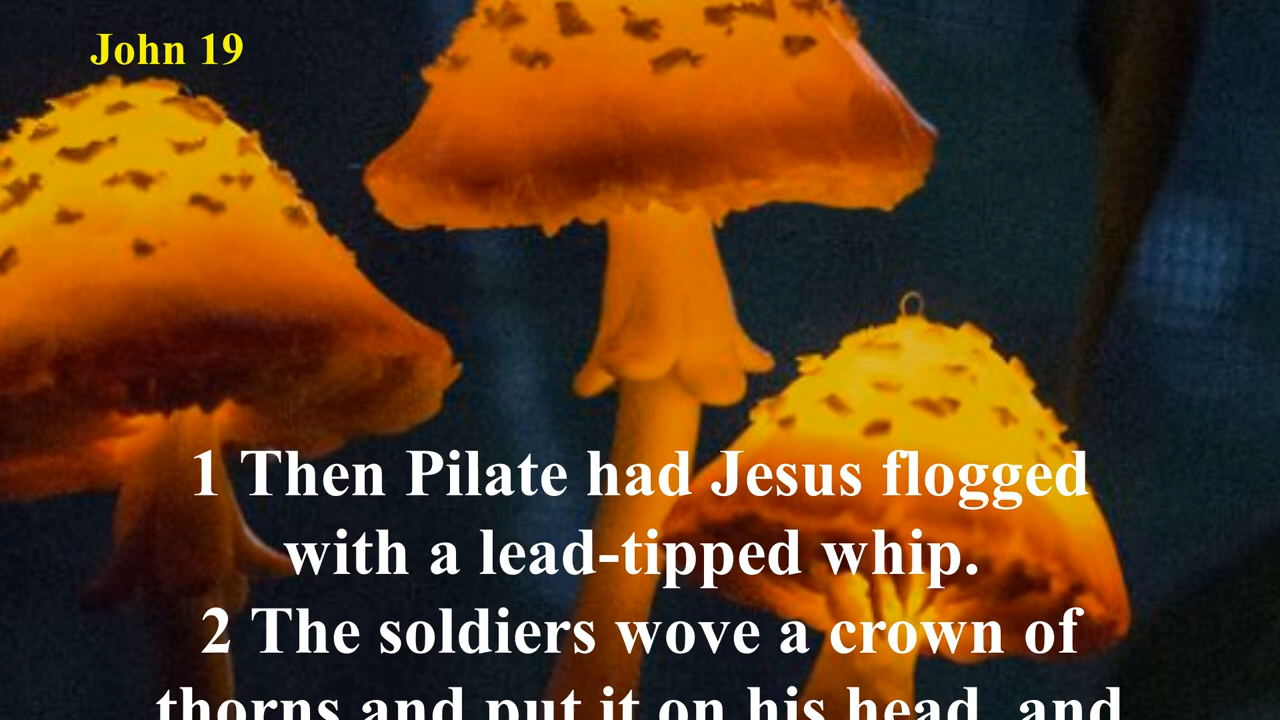 John 19
1 Then Pilate had Jesus flogged
with a lead-tipped whip.
2 The soldiers wove a crown of
thorns and put it on his head, and